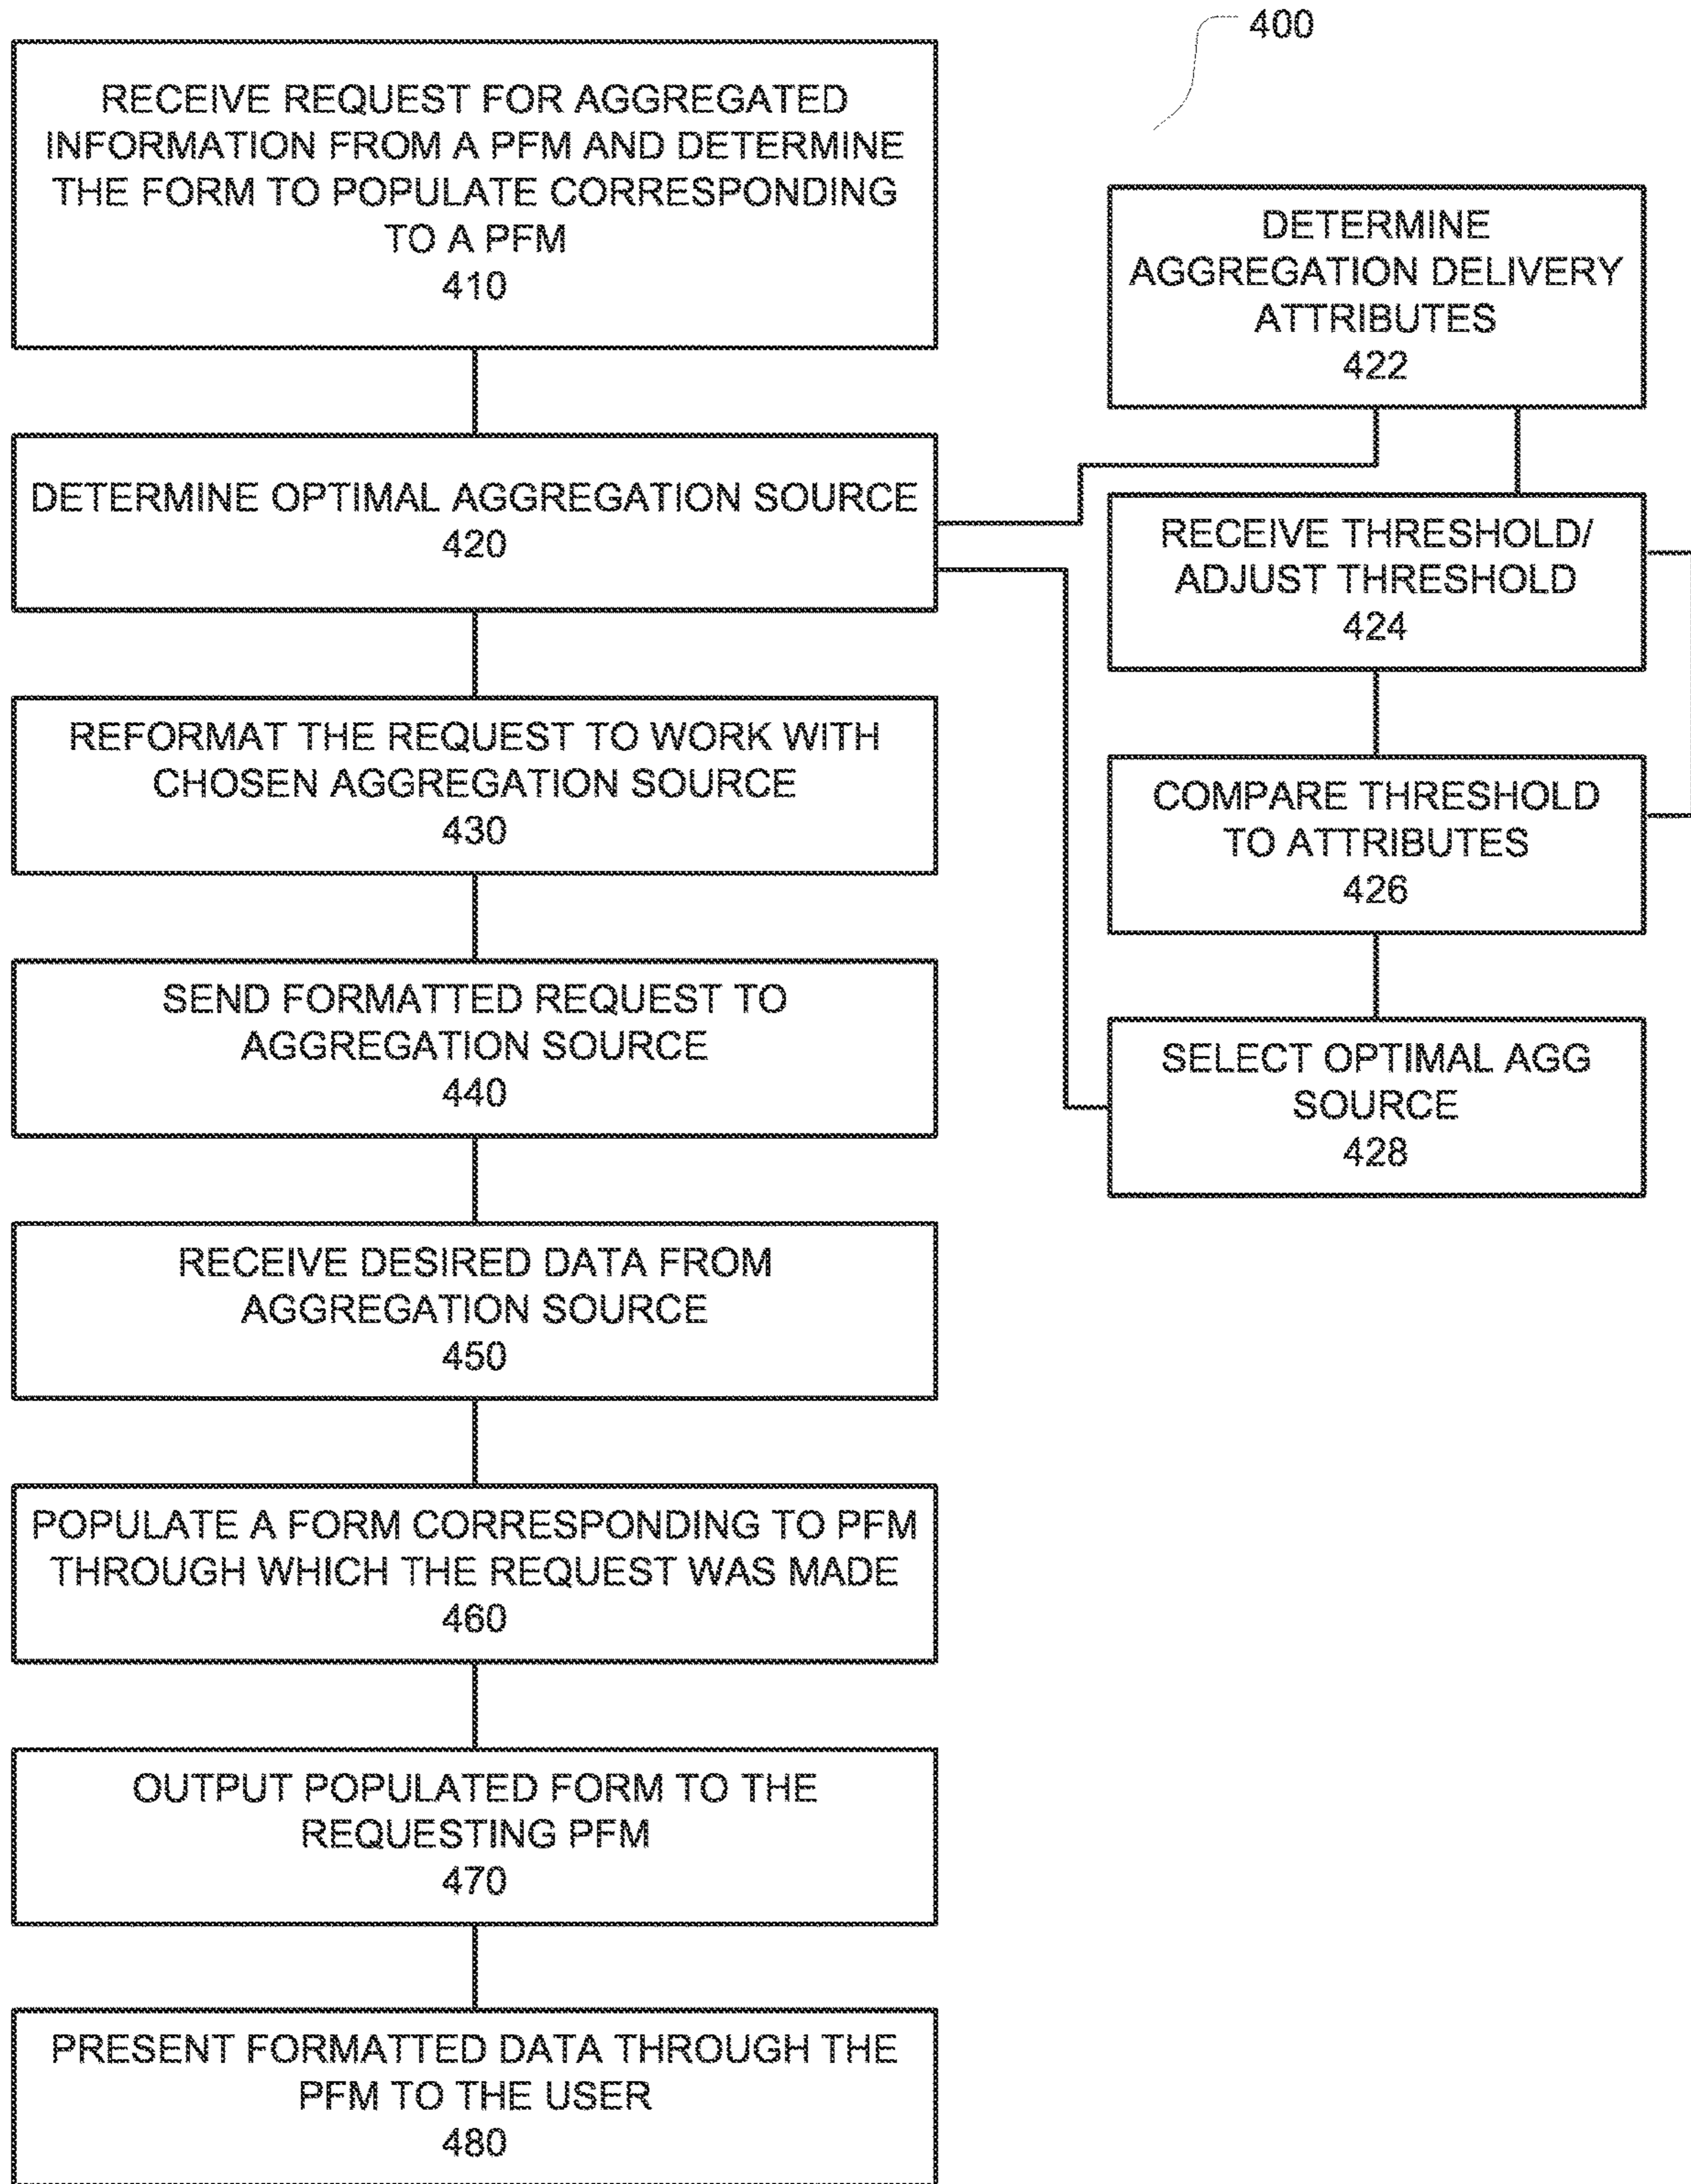 400
RECEIVE REQUEST FOR AGGREGATED
INFORMATION FROM A PFM AND DETERMINE
THE FORM TO POPULATE CORRESPONDING
TO A PFM
410
DETERMINE OPTIMAL AGGREGATION SOURCE
420
REFORMAT THE REQUEST TO WORK WITH
CHOSEN AGGREGATION SOURCE
430
SEND FORMATTED REQUEST TO
AGGREGATION SOURCE
440
RECEIVE DESIRED DATA FROM
AGGREGATION SOURCE
450
POPULATE A FORM CORRESPONDING TO PFM
THROUGH WHICH THE REQUEST WAS MADE
460
OUTPUT POPULATED FORM TO THE
REQUESTING PFM
470
PRESENT FORMATTED DATA THROUGH THE
PFM TO THE USER
480
DETERMINE
AGGREGATION DELIVERY
ATTRIBUTES
422
RECEIVE THRESHOLD/
ADJUST THRESHOLD
424
COMPARE THRESHOLD
TO ATTRIBUTES
426
SELECT OPTIMAL AGG
SOURCE
428